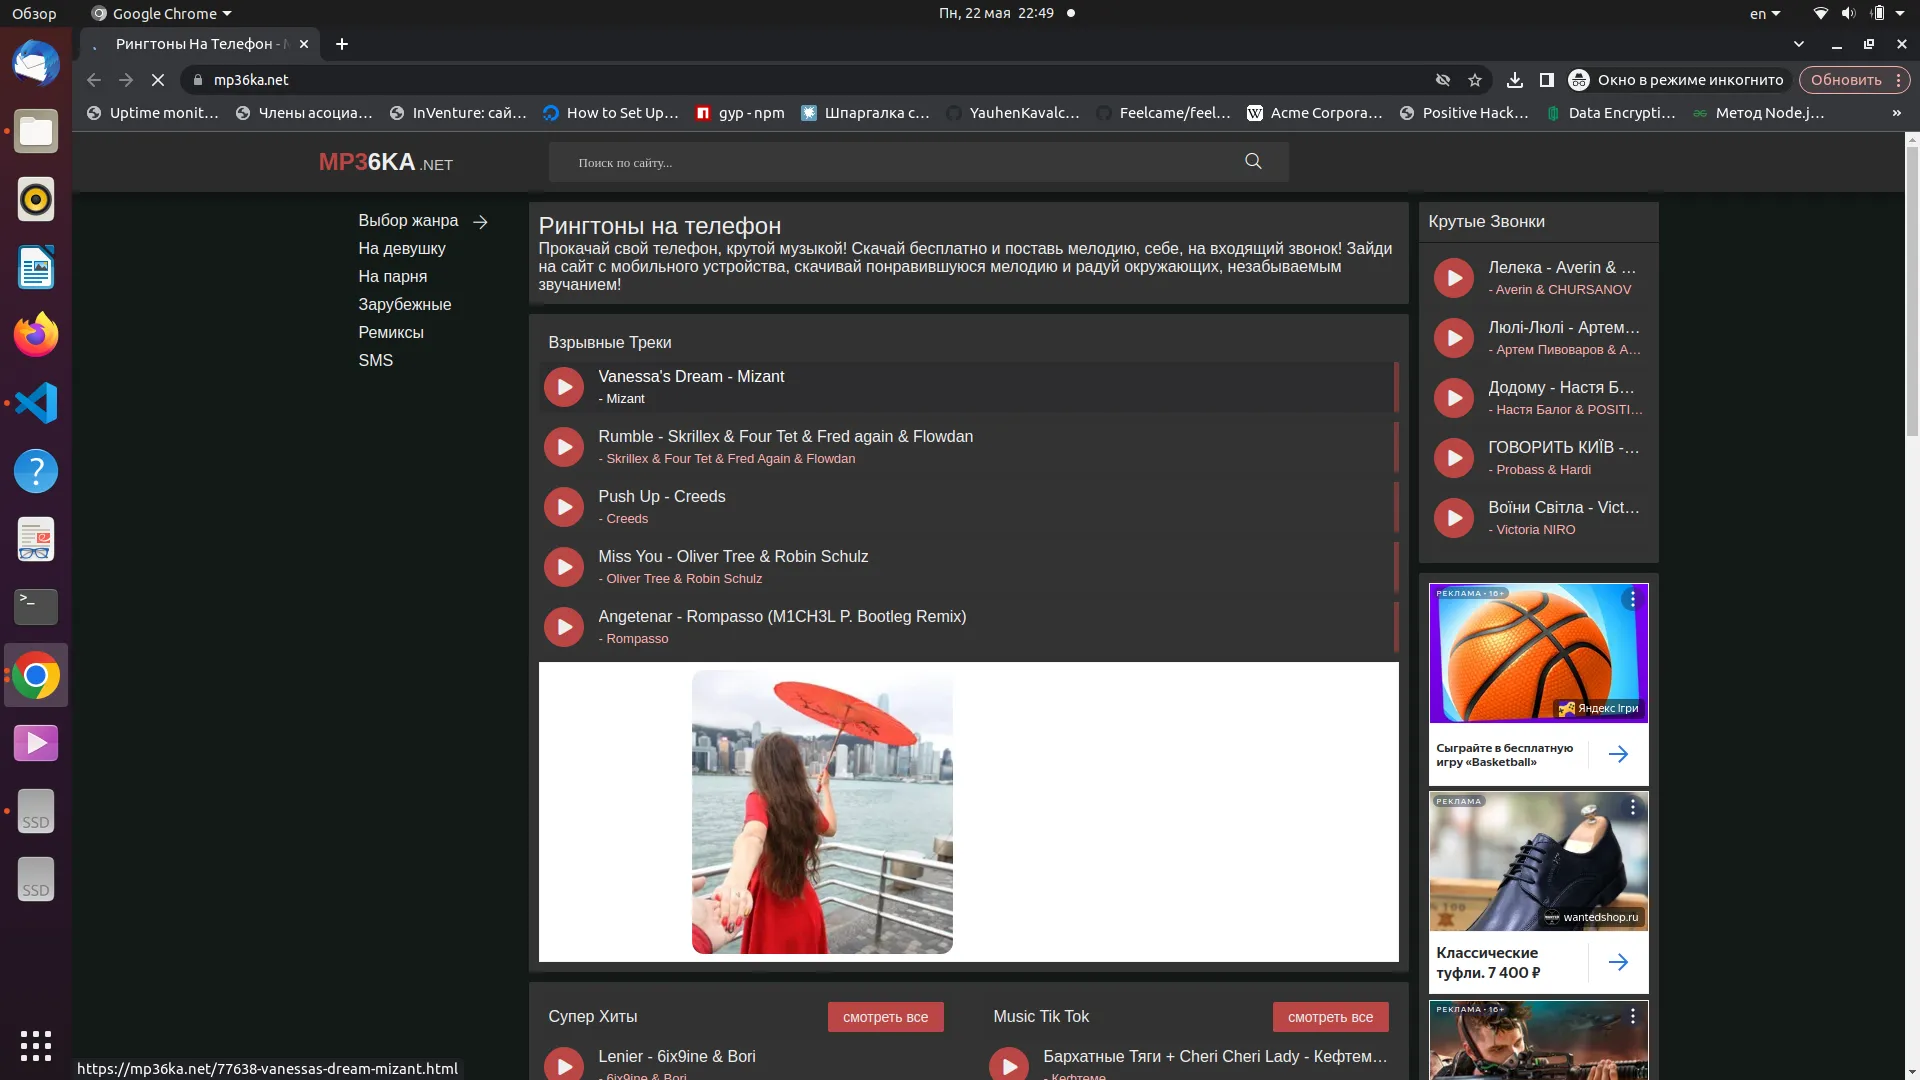 Обзор
Google Chrome
Пн, 22 мая 22:49
en
Рингтоны На Телефон -
mp36ka.net
Окно в режиме инкогнито
Обновить
Uptime monit…
Члены асоциа…
InVenture: сай…
How to Set Up…
gyp - npm
Шпаргалка с…
YauhenKavalc…
Feelcame/feel…
Acme Corpora…
Positive Hack…
Data Encrypti…
Метод Node.j…
»
MP36KA .NET
Поиск по сайту...
Выбор жанра
На девушку
На парня
Зарубежные
Ремиксы
SMS
Рингтоны на телефон
Прокачай свой телефон, крутой музыкой! Скачай бесплатно и поставь мелодию, себе, на входящий звонок! Зайди
на сайт с мобильного устройства, скачивай понравившуюся мелодию и радуй окружающих, незабываемым
звучанием!
Взрывные Треки
Vanessa's Dream - Mizant
- Mizant
Rumble - Skrillex & Four Tet & Fred again & Flowdan
- Skrillex & Four Tet & Fred Again & Flowdan
Push Up - Creeds
- Creeds
Miss You - Oliver Tree & Robin Schulz
- Oliver Tree & Robin Schulz
Angetenar - Rompasso (M1CH3L P. Bootleg Remix)
- Rompasso
Супер Хиты
смотреть все
Lenier - 6ix9ine & Bori
- 6ix9ine & Bori
Music Tik Tok
смотреть все
Бархатные Тяги + Cheri Cheri Lady - Кефтем…
- Кефтеме
Крутые Звонки
Лелека - Averin & …
- Averin & CHURSANOV
Люлі-Люлі - Артем…
- Артем Пивоваров & А…
Додому - Настя Б…
- Настя Балог & POSITI…
ГОВОРИТЬ КИЇВ -…
- Probass & Hardi
Воїни Світла - Vict…
- Victoria NIRO
РЕКЛАМА • 16+
Яндекс Ігри
Сыграйте в бесплатную
игру «Basketball»
РЕКЛАМА
wantedshop.ru
Классические
туфли. 7 400 ₽
РЕКЛАМА • 16+
SSD
SSD
https://mp36ka.net/77638-vanessas-dream-mizant.html